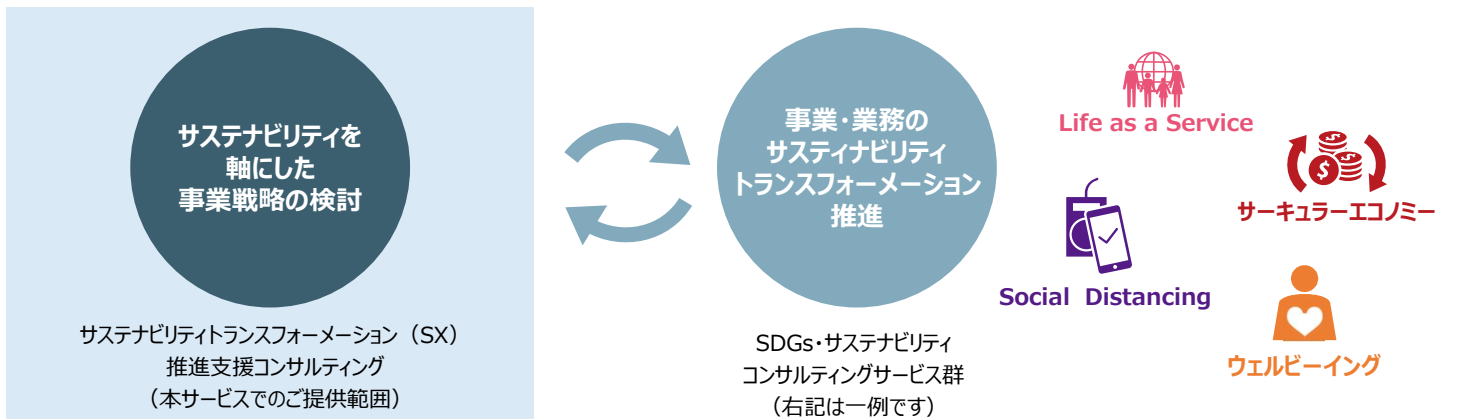 サステナビリティを
軸にした
事業戦略の検討
サステナビリティトランスフォーメーション（SX）
推進支援コンサルティング
（本サービスでのご提供範囲）
事業・業務の
サスティナビリティ
トランスフォーメーション
推進
SDGs・サステナビリティ
コンサルティングサービス群
（右記は一例です）
Life as a Service
$
サーキュラーエコノミー
Social Distancing
ウェルビーイング